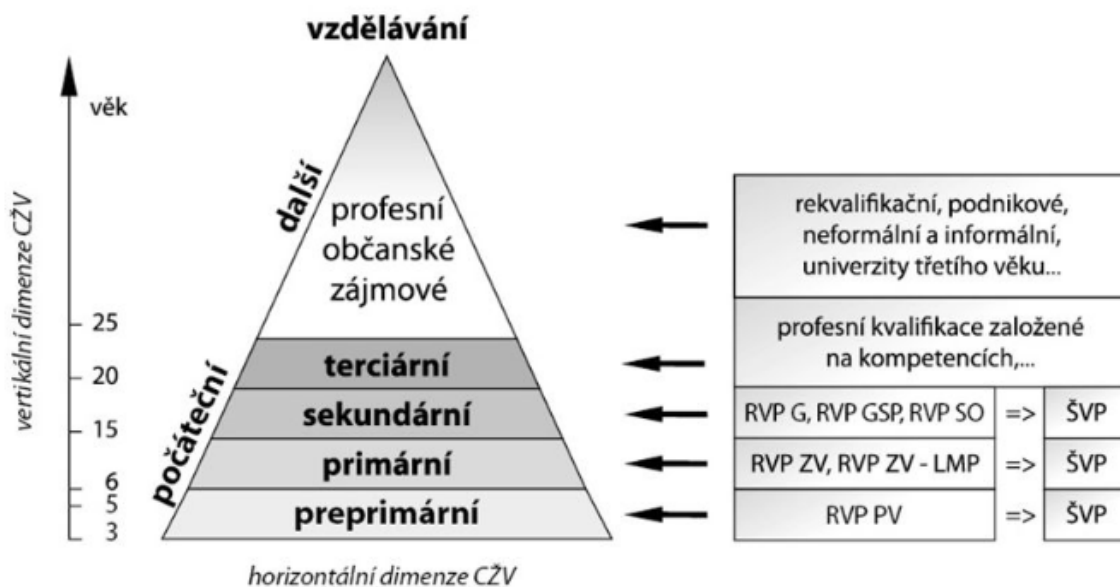 vzdělávání
věk
vertikální dimenze CŽV
25
20
15
6
5
3
další
počáteční
profesní
občanské
zájmové
terciární
sekundární
primární
preprimární
horizontální dimenze CŽV
rekvalifikační, podnikové,
neformální a informální,
univerzity třetího věku...
profesní kvalifikace založené
na kompetencích,...
RVP G, RVP GSP, RVP SO => ŠVP
RVP ZV, RVP ZV - LMP => ŠVP
RVP PV => ŠVP